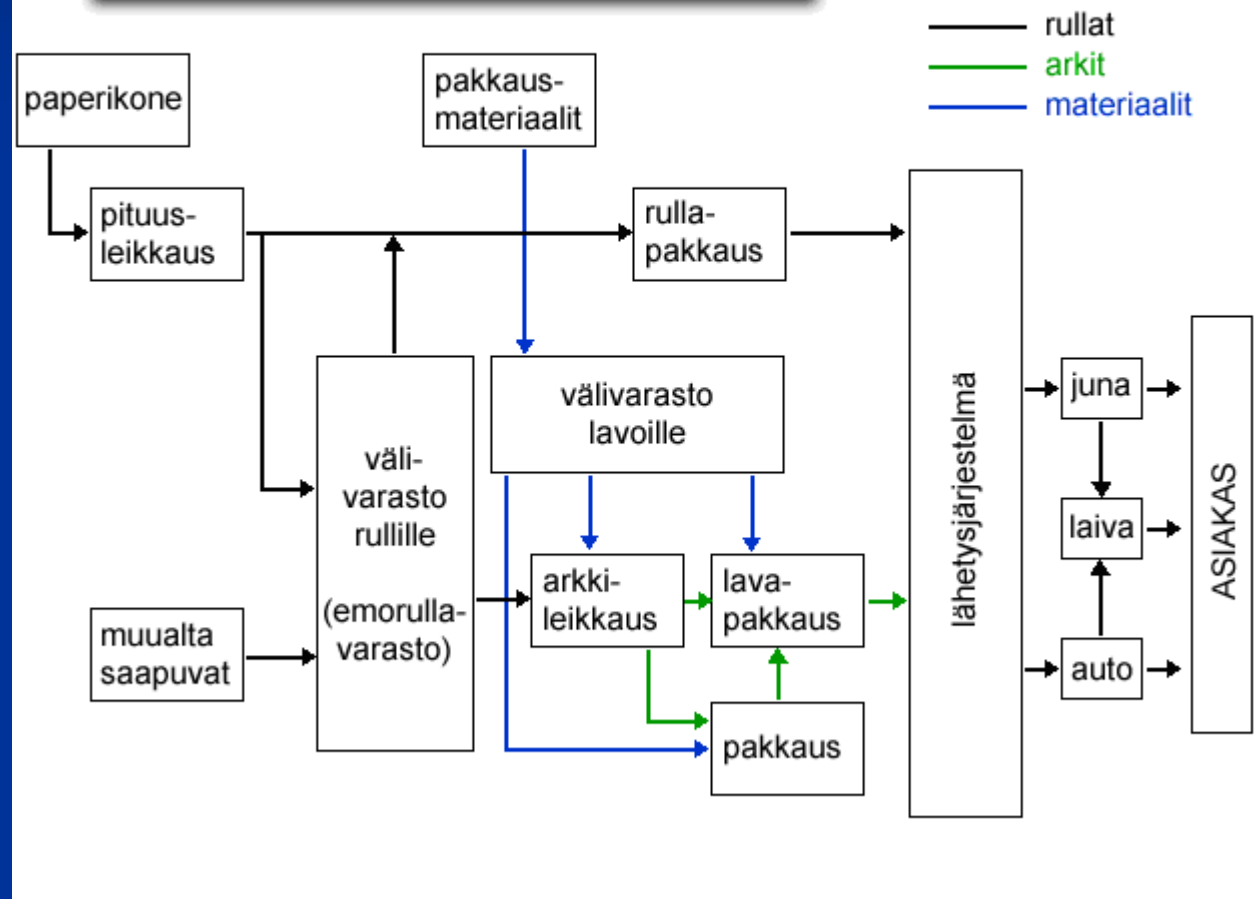 rullat
arkit
materiaalit
paperikone
pakkaus-
materiaalit
pituus-
leikkaus
rulla-
pakkaus
välivarasto
lavoille
väli-
varasto
rullille
(emorulla-
varasto)
muualta
saapuvat
arkki-
leikkaus
lava-
pakkaus
pakkaus
lähetysjärjestelmä
juna
laiva
auto
ASIAKAS